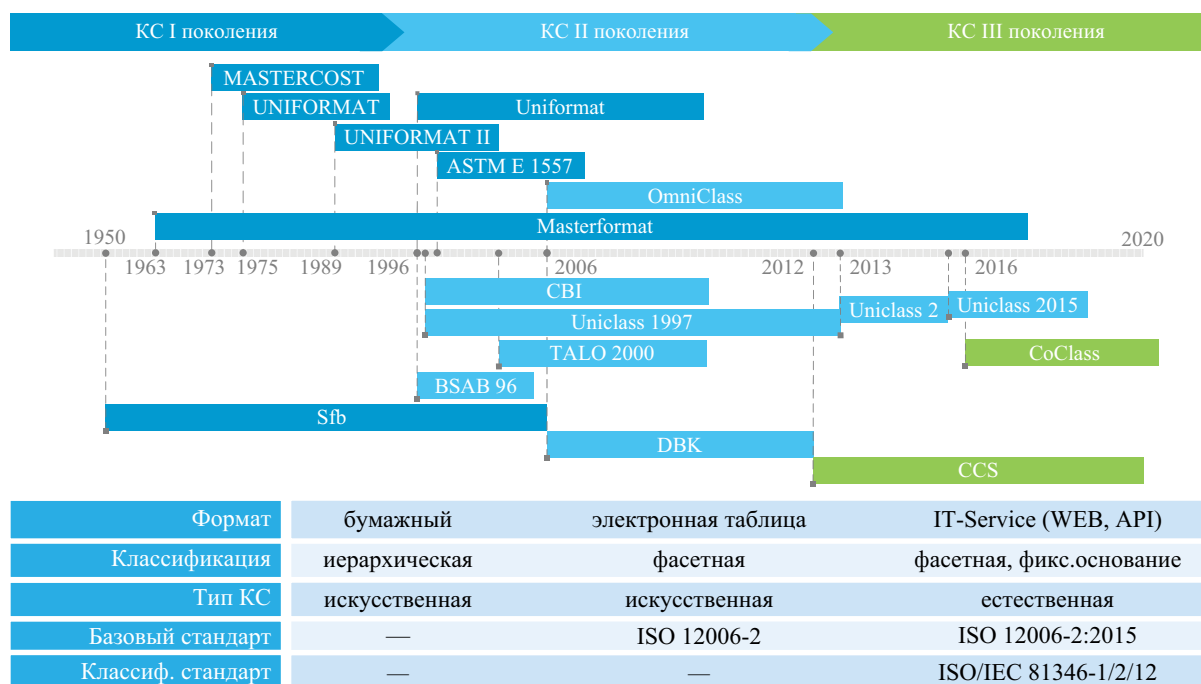 КС I поколения КС II поколения КС III поколения
MASTERCOST
UNIFORMAT Uniformat
UNIFORMAT II
ASTM E 1557
OmniClass
Masterformat
1950 2020
1963 1973 1975 1989 1996 2006 2012 2013 2016
CBI
Uniclass 2 Uniclass 2015
Uniclass 1997
TALO 2000 CoClass
BSAB 96
Sfb
DBK
CCS
Формат бумажный электронная таблица IT-Service (WEB, API)
Классификация иерархическая фасетная фасетная, фикс.основание
Тип КС искусственная искусственная естественная
Базовый стандарт — ISO 12006-2 ISO 12006-2:2015
Классиф. стандарт — — ISO/IEC 81346-1/2/12